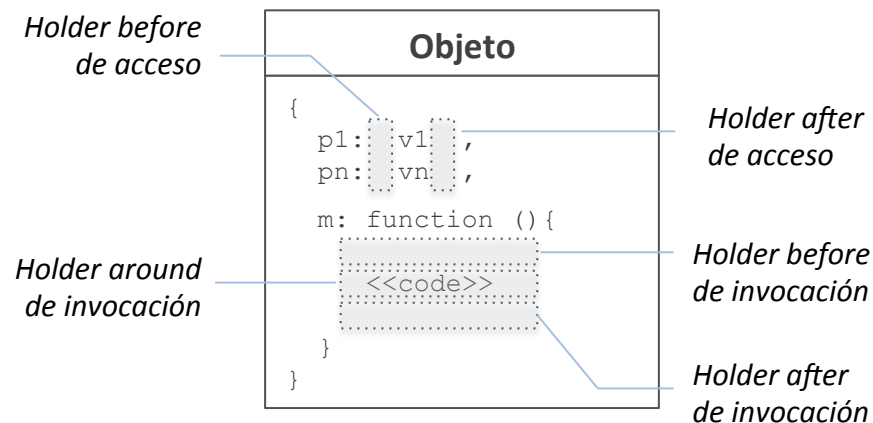 Holder before
de acceso
Objeto
{
p1: v1 ,
pn: vn ,
Holder after
de acceso
m: function (){
Holder before
de invocación
<<code>>
Holder around
de invocación
}
}
Holder after
de invocación